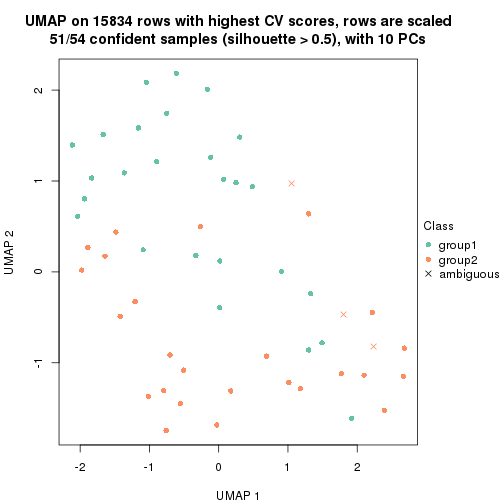 UMAP on 15834 rows with highest CV scores, rows are scaled
51/54 confident samples (silhouette > 0.5), with 10 PCs
2
1
0
-1
UMAP 2
-2
-1
0
1
2
UMAP 1
Class
group1
group2
ambiguous